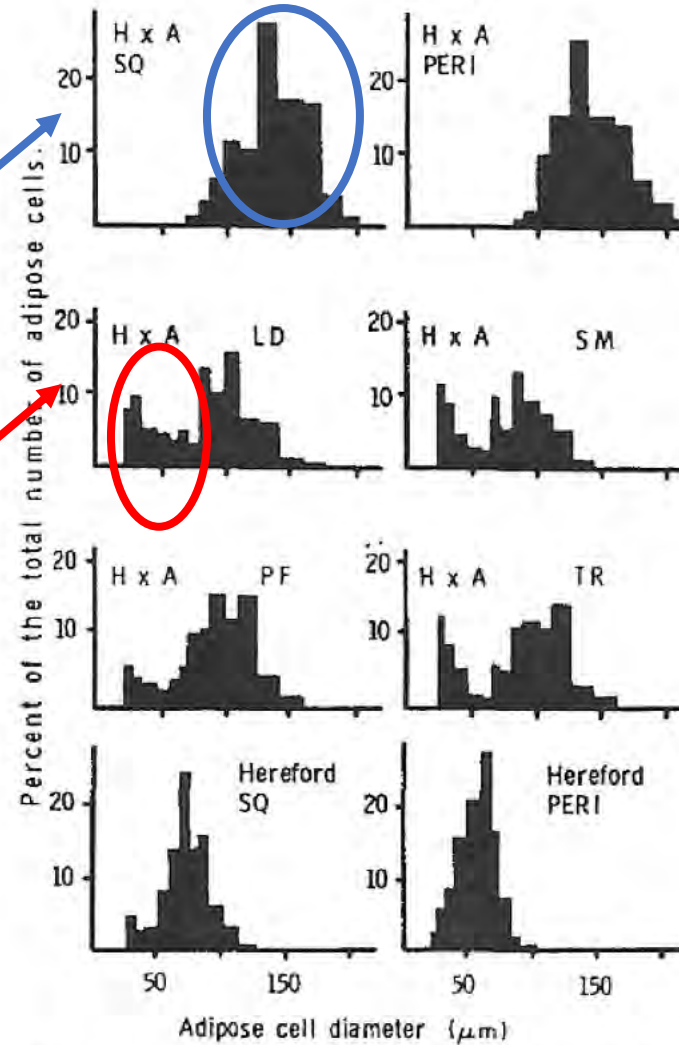 Percent of the total number of adipose cells.
H x A
SQ
20
10
H x A
PERI
20
10
H x A LD
20
10
H x A SM
20
10
H x A PF
20
10
H x A TR
20
10
Hereford
SQ
20
10
50 150
Hereford
PERI
20
10
50 150
Adipose cell diameter (μm)